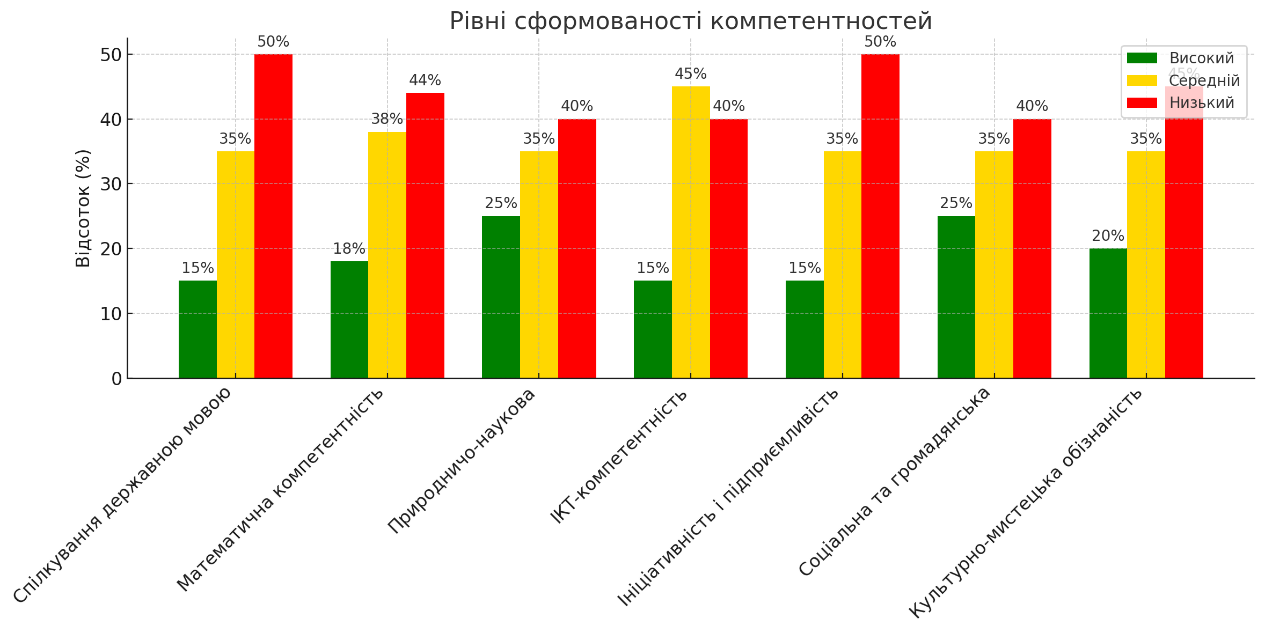 Рівні сформованості компетентностей
Відсоток (%)
50
40
30
20
10
0
15%
35%
50%
18%
38%
44%
25%
35%
40%
15%
45%
40%
15%
35%
50%
25%
35%
40%
20%
35%
45%
Високий
Середній
Низький
Спілкування державною мовою
Математична компетентність
Природничо-наукова
ІКТ-компетентність
Ініціативність і підприємливість
Соціальна та громадянська
Культурно-мистецька обізнаність